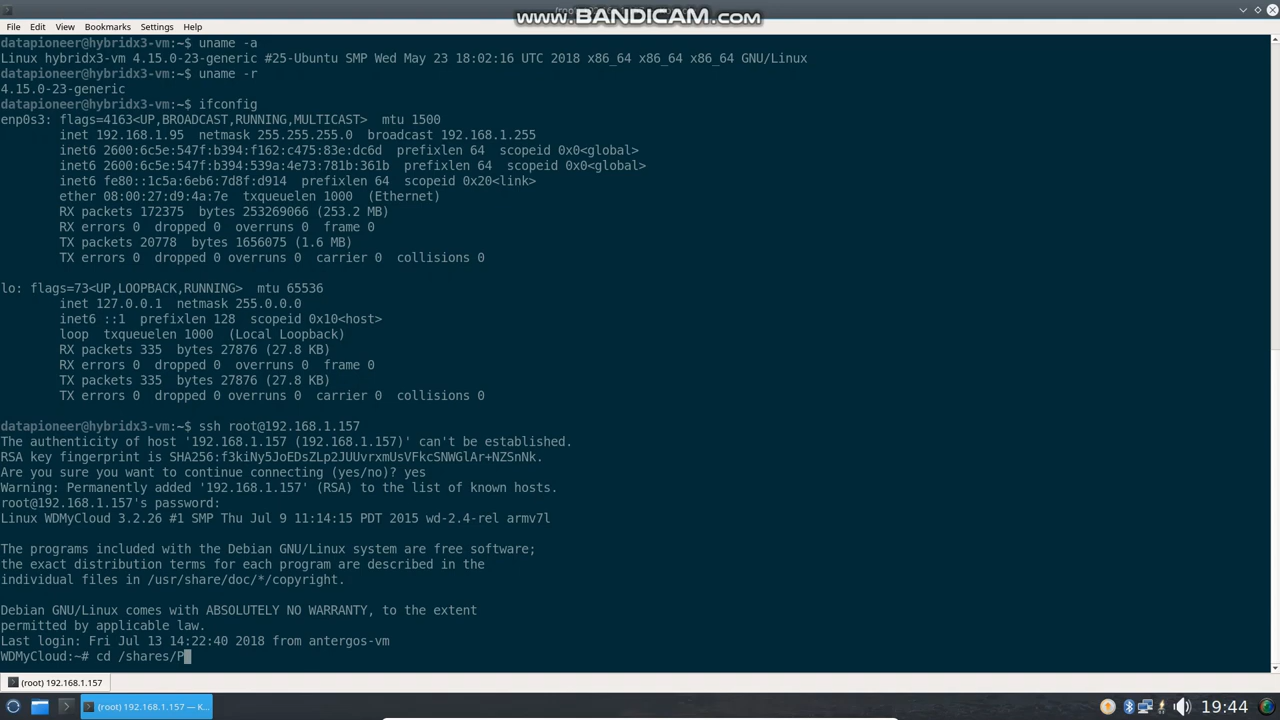 www.BANDICAM.com
File Edit View Bookmarks Settings Help
datapioneer@hybridx3-vm:~$ uname -a
Linux hybridx3-vm 4.15.0-23-generic #25-Ubuntu SMP Wed May 23 18:02:16 UTC 2018 x86_64 x86_64 x86_64 GNU/Linux
datapioneer@hybridx3-vm:~$ uname -r
4.15.0-23-generic
datapioneer@hybridx3-vm:~$ ifconfig
enp0s3: flags=4163<UP,BROADCAST,RUNNING,MULTICAST>  mtu 1500
        inet 192.168.1.95  netmask 255.255.255.0  broadcast 192.168.1.255
        inet6 2600:6c5e:547f:b394:f162:c475:83e:dc6d  prefixlen 64  scopeid 0x0<global>
        inet6 2600:6c5e:547f:b394:539a:4e73:781b:361b  prefixlen 64  scopeid 0x0<global>
        inet6 fe80::1c5a:6eb6:7d8f:d914  prefixlen 64  scopeid 0x20<link>
        ether 08:00:27:d9:4a:7e  txqueuelen 1000  (Ethernet)
        RX packets 172375  bytes 253269066 (253.2 MB)
        RX errors 0  dropped 0  overruns 0  frame 0
        TX packets 20778  bytes 1656075 (1.6 MB)
        TX errors 0  dropped 0 overruns 0  carrier 0  collisions 0
lo: flags=73<UP,LOOPBACK,RUNNING>  mtu 65536
        inet 127.0.0.1  netmask 255.0.0.0
        inet6 ::1  prefixlen 128  scopeid 0x10<host>
        loop  txqueuelen 1000  (Local Loopback)
        RX packets 335  bytes 27876 (27.8 KB)
        RX errors 0  dropped 0  overruns 0  frame 0
        TX packets 335  bytes 27876 (27.8 KB)
        TX errors 0  dropped 0 overruns 0  carrier 0  collisions 0
datapioneer@hybridx3-vm:~$ ssh root@192.168.1.157
The authenticity of host '192.168.1.157 (192.168.1.157)' can't be established.
RSA key fingerprint is SHA256:f3kiNy5JoEDsZLp2JUUvrxmUsVFkcSNWGlAr+NZSnNk.
Are you sure you want to continue connecting (yes/no)? yes
Warning: Permanently added '192.168.1.157' (RSA) to the list of known hosts.
root@192.168.1.157's password:
Linux WDMyCloud 3.2.26 #1 SMP Thu Jul 9 11:14:15 PDT 2015 wd-2.4-rel armv7l
The programs included with the Debian GNU/Linux system are free software;
the exact distribution terms for each program are described in the
individual files in /usr/share/doc/*/copyright.
Debian GNU/Linux comes with ABSOLUTELY NO WARRANTY, to the extent
permitted by applicable law.
Last login: Fri Jul 13 14:22:40 2018 from antergos-vm
WDMyCloud:~# cd /shares/P
(root) 192.168.1.157
(root) 192.168.1.157 — K...
19:44